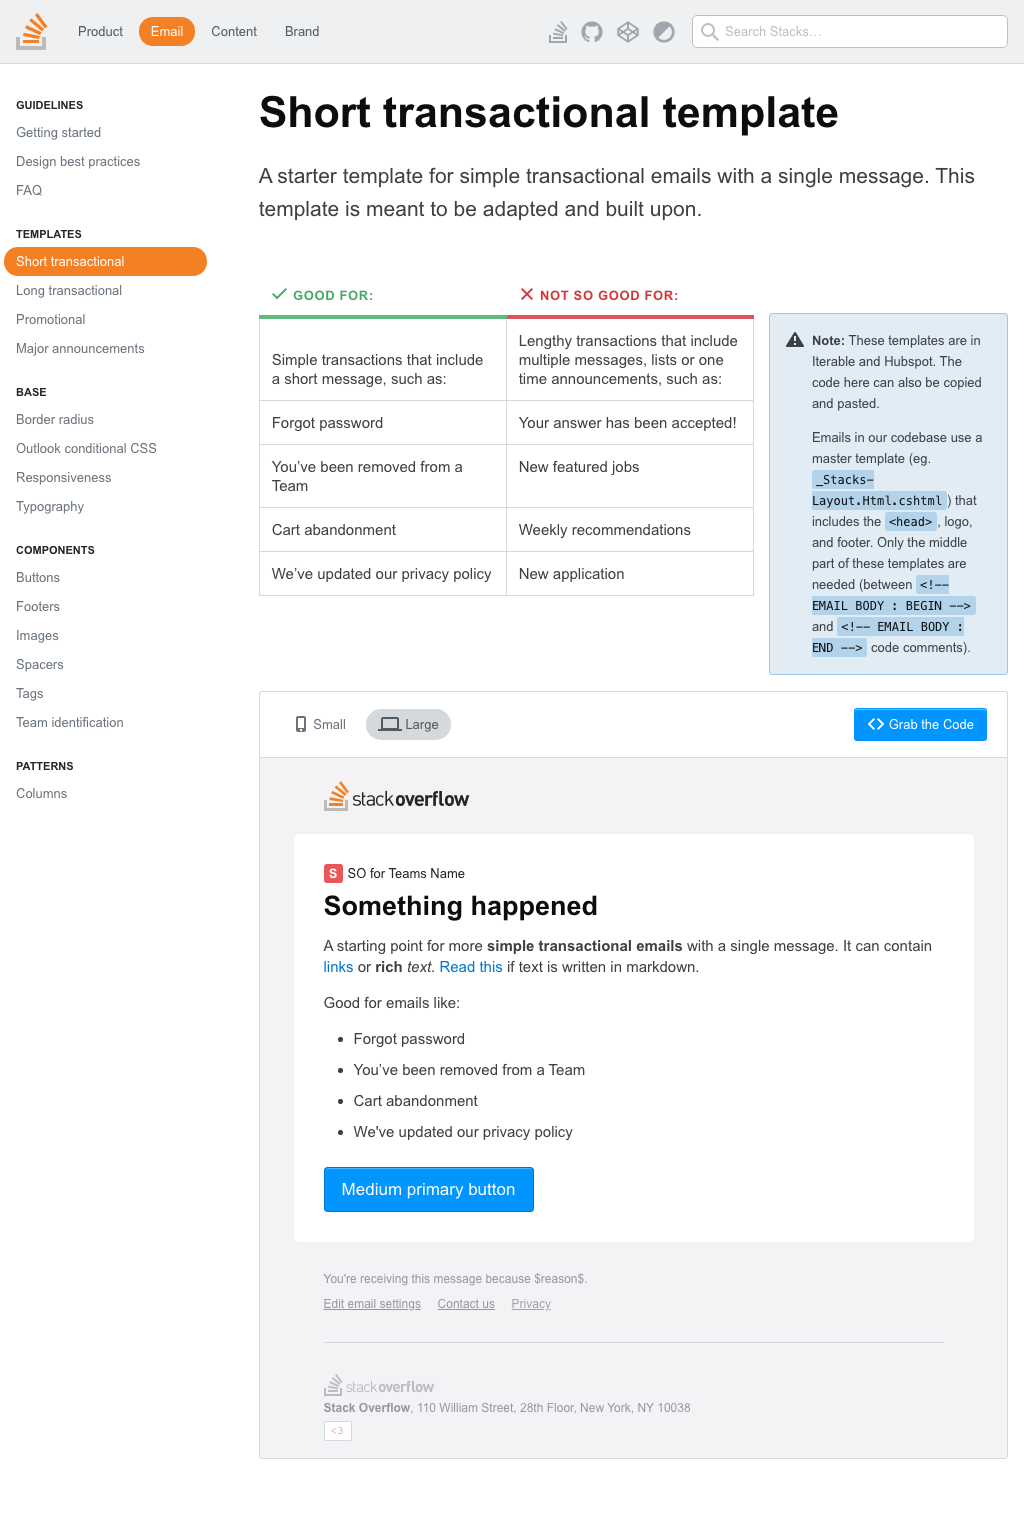 Product
Email
Content
Brand
Search Stacks…
GUIDELINES
Getting started
Design best practices
FAQ
TEMPLATES
Short transactional
Long transactional
Promotional
Major announcements
BASE
Border radius
Outlook conditional CSS
Responsiveness
Typography
COMPONENTS
Buttons
Footers
Images
Spacers
Tags
Team identification
PATTERNS
Columns
Short transactional template
A starter template for simple transactional emails with a single message. This
template is meant to be adapted and built upon.
GOOD FOR:
NOT SO GOOD FOR:
Simple transactions that include
a short message, such as:
Lengthy transactions that include
multiple messages, lists or one
time announcements, such as:
Forgot password
Your answer has been accepted!
You’ve been removed from a
Team
New featured jobs
Cart abandonment
Weekly recommendations
We’ve updated our privacy policy
New application
Note: These templates are in
Iterable and Hubspot. The
code here can also be copied
and pasted.
Emails in our codebase use a
master template (eg.
_Stacks-
Layout.Html.cshtml) that
includes the <head>, logo,
and footer. Only the middle
part of these templates are
needed (between <!--
EMAIL BODY : BEGIN -->
and <!-- EMAIL BODY :
END --> code comments).
Small
Large
Grab the Code
stackoverflow
S SO for Teams Name
Something happened
A starting point for more simple transactional emails with a single message. It can contain
links or rich text. Read this if text is written in markdown.
Good for emails like:
• Forgot password
• You’ve been removed from a Team
• Cart abandonment
• We've updated our privacy policy
Medium primary button
You're receiving this message because $reason$.
Edit email settings
Contact us
Privacy
stackoverflow
Stack Overflow, 110 William Street, 28th Floor, New York, NY 10038
<3